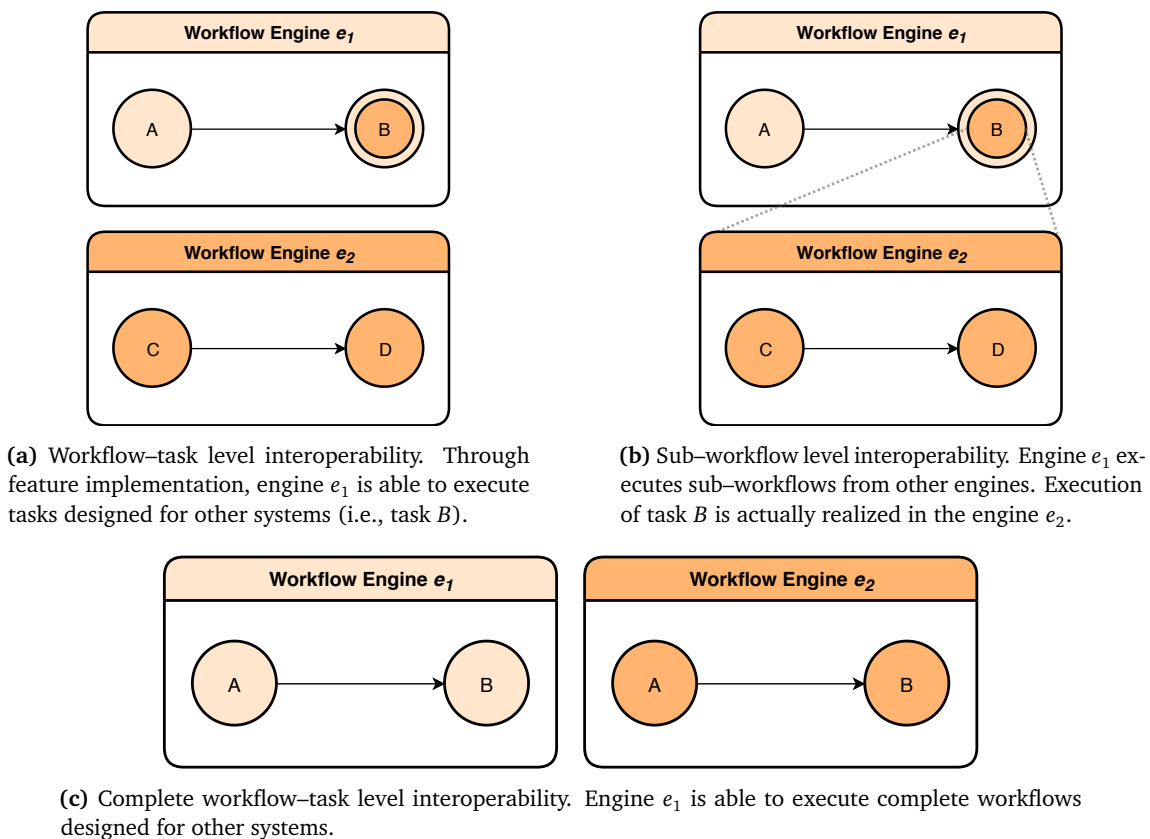 Workflow Engine e1
A
B
Workflow Engine e2
C
D
(a) Workflow–task level interoperability. Through
feature implementation, engine e1 is able to execute
tasks designed for other systems (i.e., task B).
Workflow Engine e1
A
B
Workflow Engine e2
C
D
(b) Sub–workflow level interoperability. Engine e1 ex-
ecutes sub–workflows from other engines. Execution
of task B is actually realized in the engine e2.
Workflow Engine e1
A
B
Workflow Engine e2
A
B
(c) Complete workflow–task level interoperability. Engine e1 is able to execute complete workflows
designed for other systems.